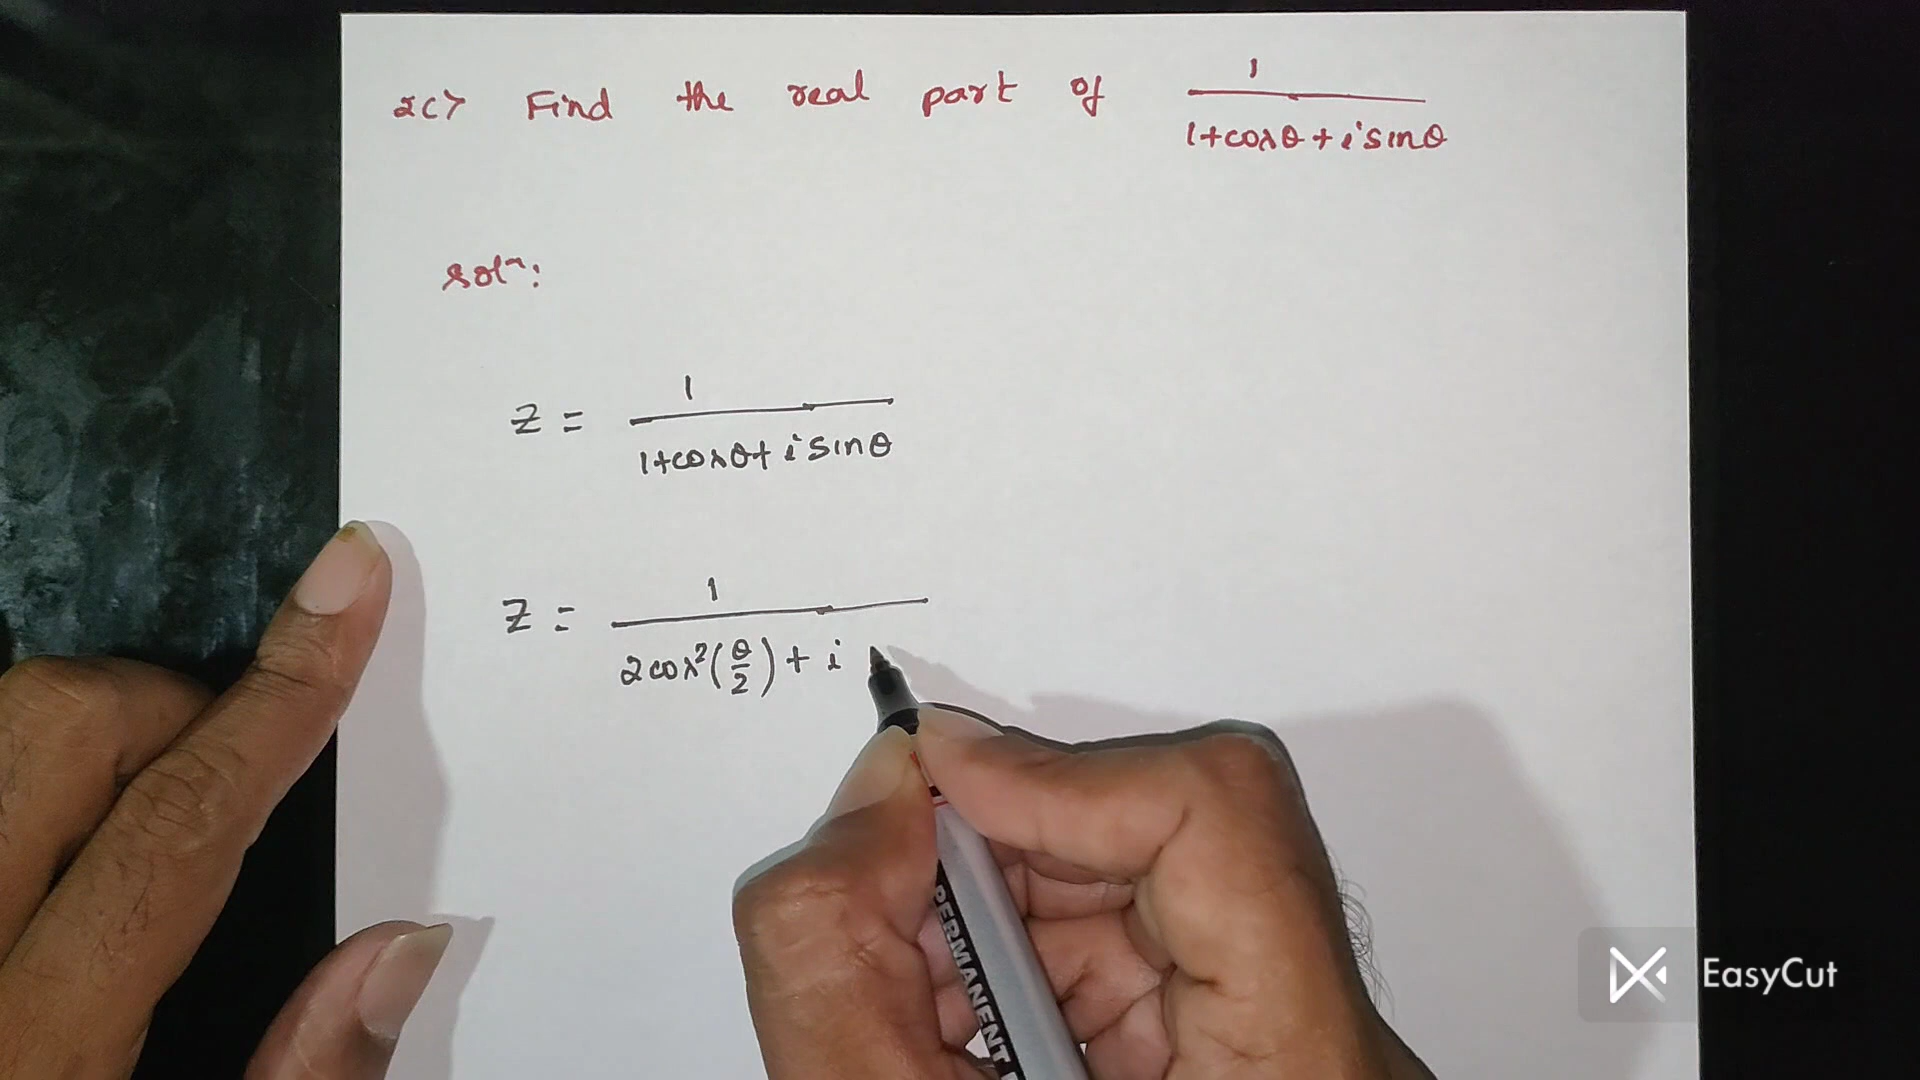 2c> Find the real part of 1/(1+cosθ+i sinθ)
soln:
z = 1/(1+cosθ+ i sinθ)
z = 1/(2cos²(θ/2)+ i
PERMANENT
EasyCut